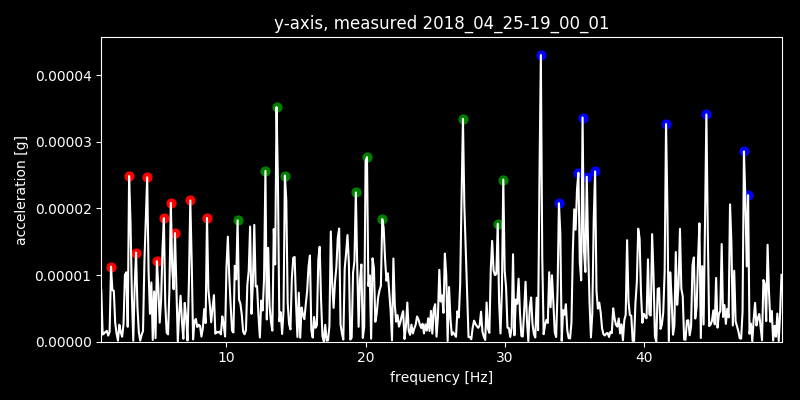 y-axis, measured 2018_04_25-19_00_01
0.00004
0.00003
0.00002
0.00001
0.00000
acceleration [g]
10 20 30 40
frequency [Hz]